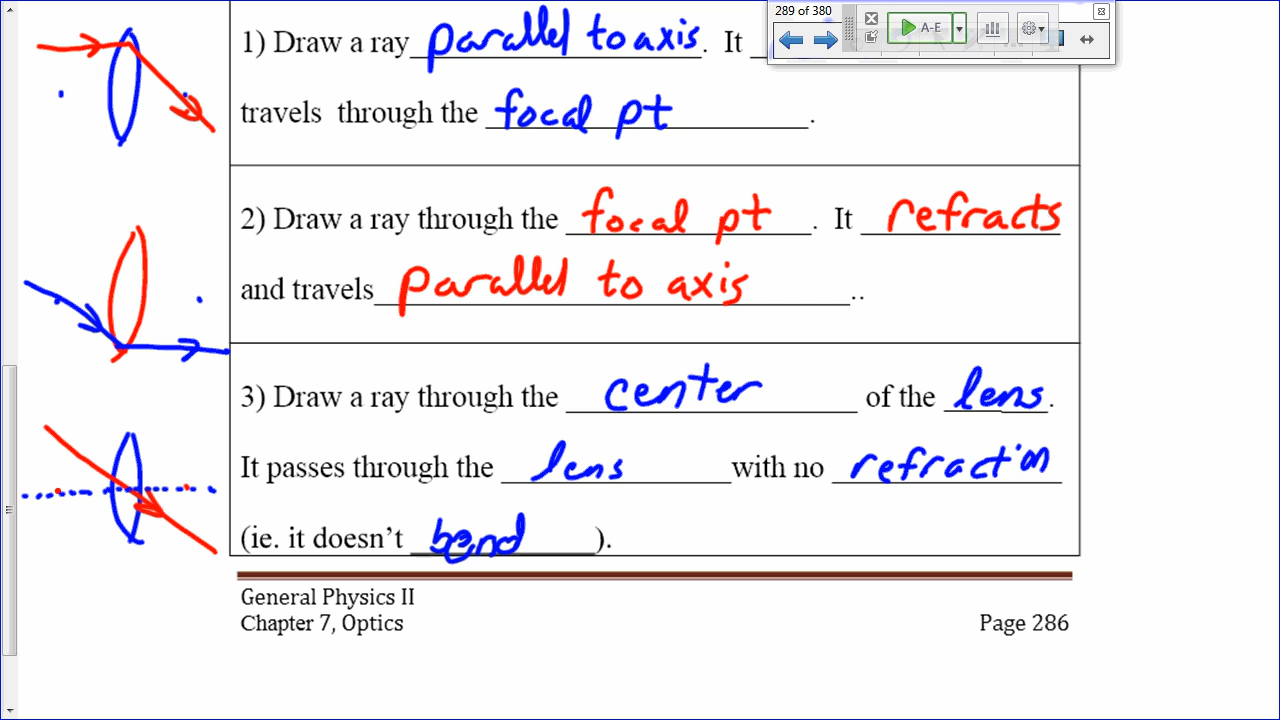 289 of 380
A-E
1) Draw a ray parallel to axis. It
travels through the focal pt.
2) Draw a ray through the focal pt. It refracts
and travels parallel to axis..
3) Draw a ray through the center of the lens.
It passes through the lens with no refraction
(ie. it doesn't bend).
General Physics II
Chapter 7, Optics
Page 286